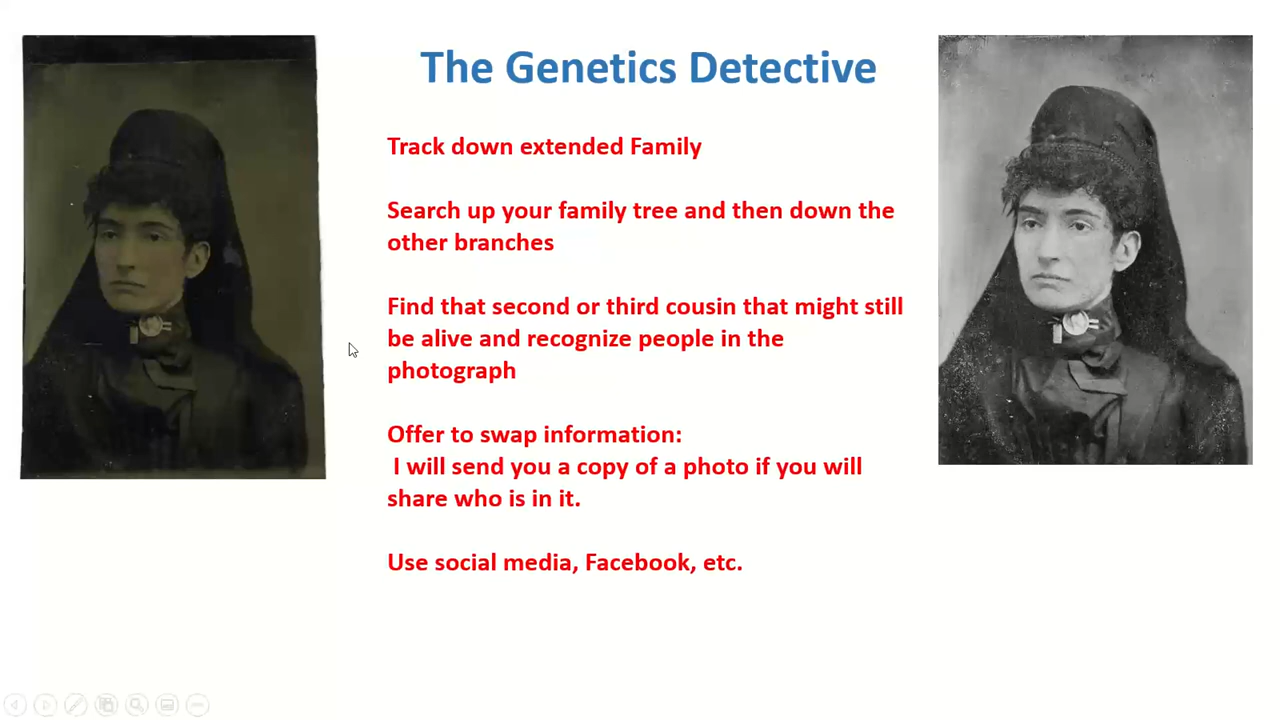 The Genetics Detective
Track down extended Family
Search up your family tree and then down the
other branches
Find that second or third cousin that might still
be alive and recognize people in the
photograph
Offer to swap information:
I will send you a copy of a photo if you will
share who is in it.
Use social media, Facebook, etc.